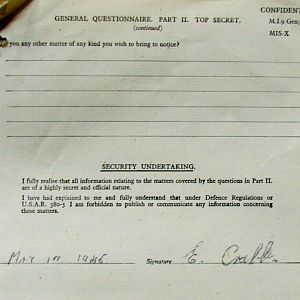 GENERAL QUESTIONNAIRE. PART II. TOP SECRET.
(continued)
CONFIDENT
M.I.9 Gen/
MIS-X
you any other matter of any kind you wish to bring to notice?
SECURITY UNDERTAKING.
I fully realise that all information relating to the matters covered by the questions in Part II.
are of a highly secret and official nature.
I have had explained to me and fully understand that under Defence Regulations or
U.S.A.R. 380-5 I am forbidden to publish or communicate any information concerning
these matters.
MAY 1945 Signature E.